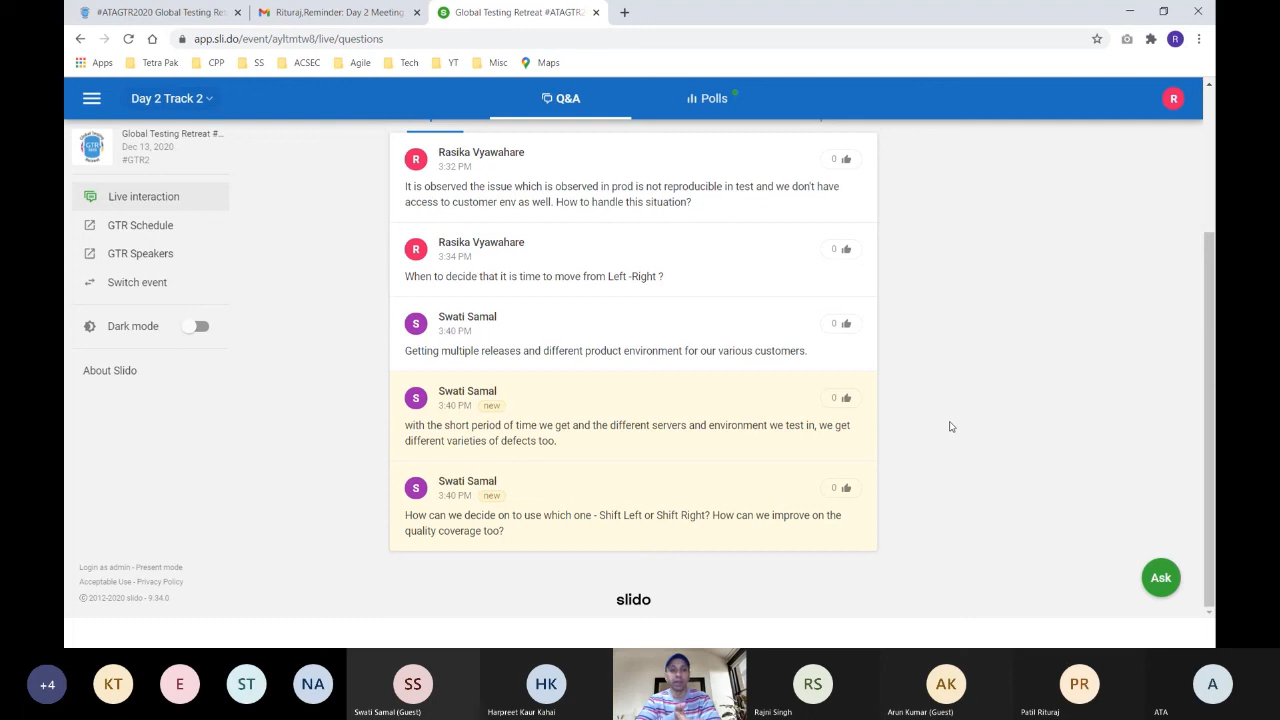 #ATAGTR2020 Global Testing Ret
Rituraj,Reminder: Day 2 Meeting
Global Testing Retreat #ATAGTR2
app.sli.do/event/ayltmtw8/live/questions
R
Apps
Tetra Pak
CPP
SS
ACSEC
Agile
Tech
YT
Misc
Maps
Day 2 Track 2
Q&A
Polls
R
Global Testing Retreat #...
Dec 13, 2020
#GTR2
Live interaction
GTR Schedule
GTR Speakers
Switch event
Dark mode
About Slido
Login as admin - Present mode
Acceptable Use - Privacy Policy
© 2012-2020 slido - 9.34.0
R
Rasika Vyawahare
3:32 PM
0
It is observed the issue which is observed in prod is not reproducible in test and we don't have
access to customer env as well. How to handle this situation?
R
Rasika Vyawahare
3:34 PM
0
When to decide that it is time to move from Left -Right ?
S
Swati Samal
3:40 PM
0
Getting multiple releases and different product environment for our various customers.
S
Swati Samal
3:40 PM new
0
with the short period of time we get and the different servers and environment we test in, we get
different varieties of defects too.
S
Swati Samal
3:40 PM new
0
How can we decide on to use which one - Shift Left or Shift Right? How can we improve on the
quality coverage too?
Ask
slido
+4
KT
E
ST
NA
SS
Swati Samal (Guest)
HK
Harpreet Kaur Kahai
RS
Rajni Singh
AK
Arun Kumar (Guest)
PR
Patil Rituraj
A
ATA